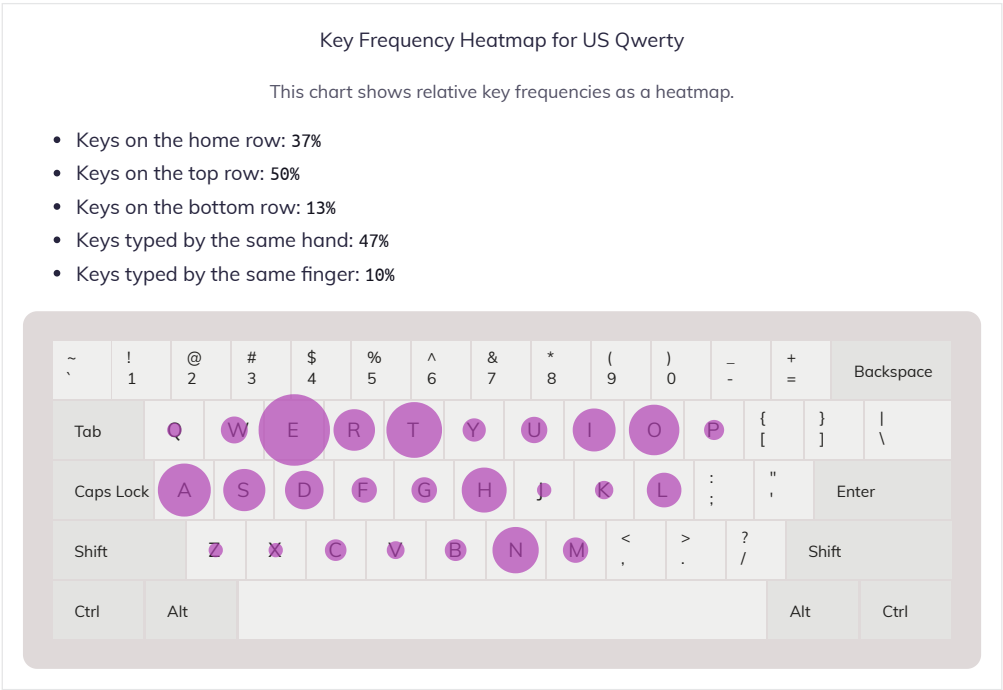 Key Frequency Heatmap for US Qwerty
This chart shows relative key frequencies as a heatmap.
• Keys on the home row: 37%
• Keys on the top row: 50%
• Keys on the bottom row: 13%
• Keys typed by the same hand: 47%
• Keys typed by the same finger: 10%
~ ! @ # $ % ^ & * ( ) _ +
` 1 2 3 4 5 6 7 8 9 0 - = Backspace
{ } |
Tab Q W E R T Y U I O P [ ] \
: "
Caps Lock A S D F G H J K L ; ' Enter
< > ?
Shift Z X C V B N M , . / Shift
Ctrl Alt Alt Ctrl